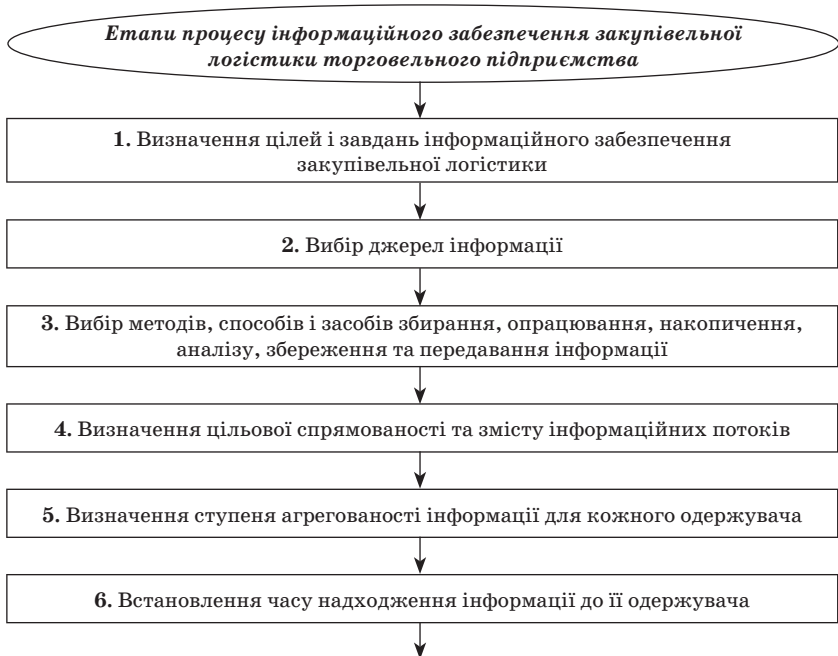 Етапи процесу інформаційного забезпечення закупівельної
логістики торговельного підприємства
1. Визначення цілей і завдань інформаційного забезпечення
закупівельної логістики
2. Вибір джерел інформації
3. Вибір методів, способів і засобів збирання, опрацювання, накопичення,
аналізу, збереження та передавання інформації
4. Визначення цільової спрямованості та змісту інформаційних потоків
5. Визначення ступеня агрегованості інформації для кожного одержувача
6. Встановлення часу надходження інформації до її одержувача